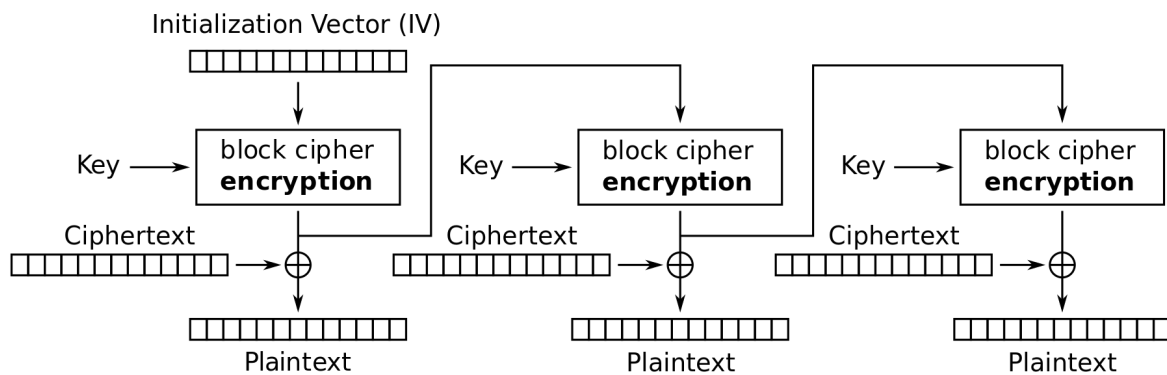 Initialization Vector (IV)
Key
block cipher
encryption
Key
block cipher
encryption
Key
block cipher
encryption
Ciphertext
Ciphertext
Ciphertext
Plaintext
Plaintext
Plaintext